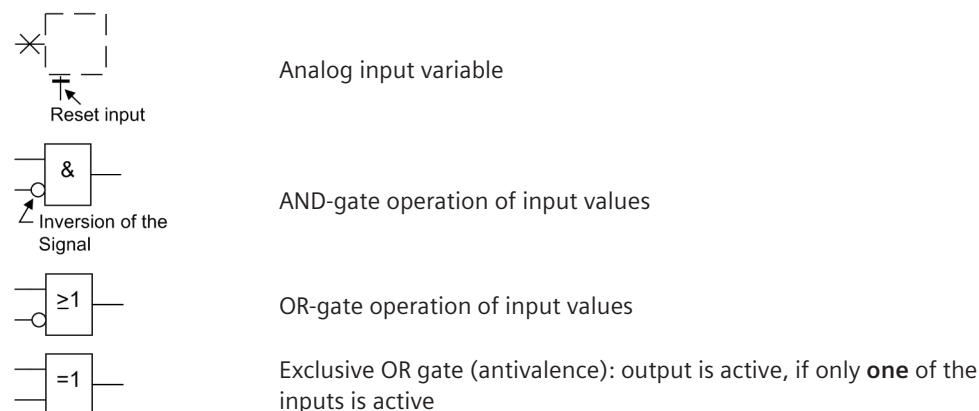 Analog input variable
Reset input
&
AND-gate operation of input values
Inversion of the
Signal
≥1
OR-gate operation of input values
=1
Exclusive OR gate (antivalence): output is active, if only one of the
inputs is active